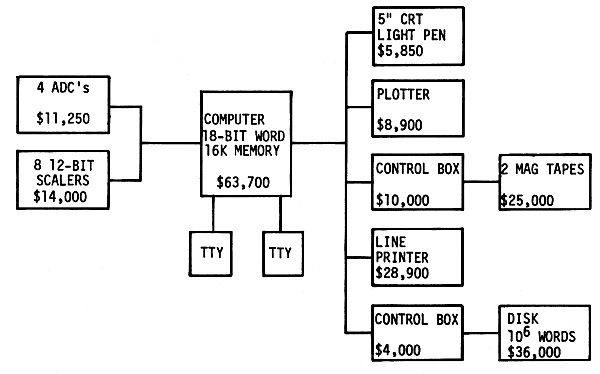 4 ADC's
$11,250
8 12-BIT
SCALERS
$14,000
COMPUTER
18-BIT WORD
16K MEMORY
$63,700
TTY
TTY
5" CRT
LIGHT PEN
$5,850
PLOTTER
$8,900
CONTROL BOX
$10,000
2 MAG TAPES
$25,000
LINE
PRINTER
$28,900
CONTROL BOX
$4,000
DISK
10⁶ WORDS
$36,000